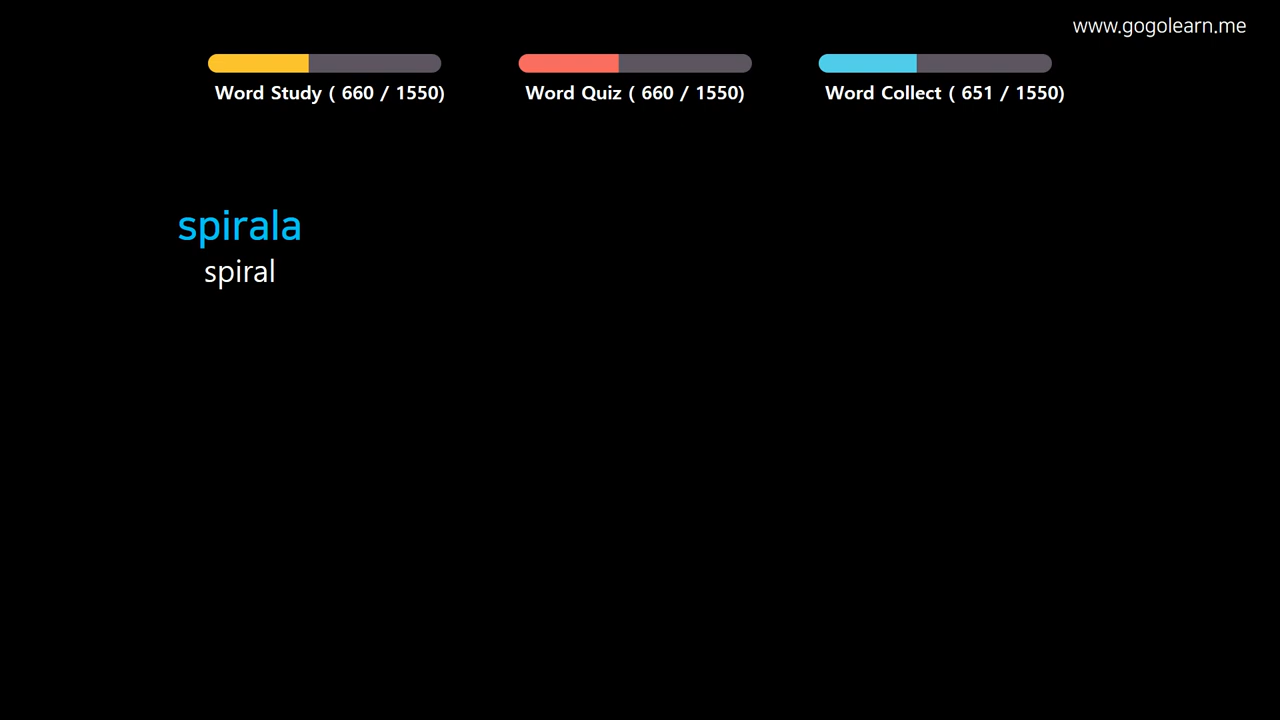 www.gogolearn.me
Word Study ( 660 / 1550)
Word Quiz ( 660 / 1550)
Word Collect ( 651 / 1550)
spirala
spiral